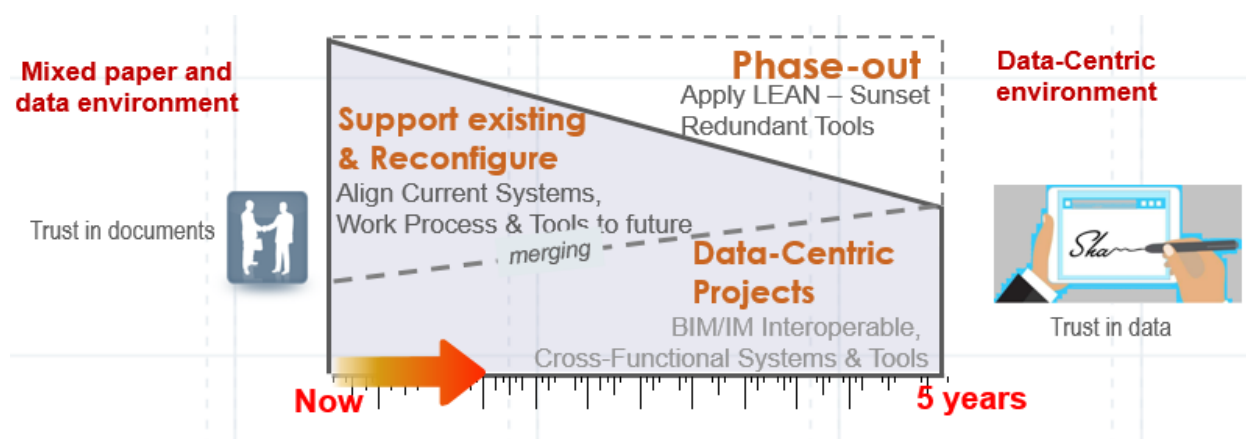 Mixed paper and
data environment
Trust in documents
Support existing
& Reconfigure
Align Current Systems,
Work Process & Tools to future
merging
Phase-out
Apply LEAN – Sunset
Redundant Tools
Data-Centric
Projects
BIM/IM Interoperable,
Cross-Functional Systems & Tools
Data-Centric
environment
Ska
Trust in data
Now
5 years